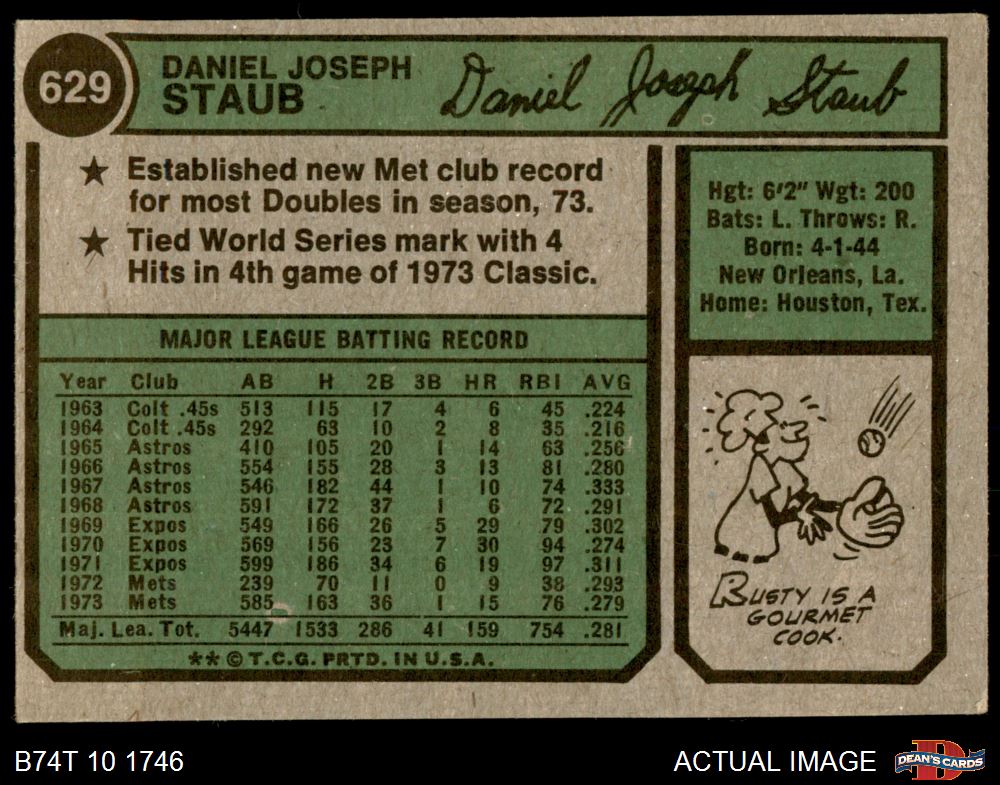 629
DANIEL JOSEPH
STAUB
Daniel Joseph Staub
★ Established new Met club record
for most Doubles in season, 73.
★ Tied World Series mark with 4
Hits in 4th game of 1973 Classic.
Hgt: 6'2" Wgt: 200
Bats: L. Throws: R.
Born: 4-1-44
New Orleans, La.
Home: Houston, Tex.
MAJOR LEAGUE BATTING RECORD
Year Club AB H 2B 3B HR RBI AVG
1963 Colt .45s 513 115 17 4 6 45 .224
1964 Colt .45s 292 63 10 2 8 35 .216
1965 Astros 410 105 20 1 14 63 .256
1966 Astros 554 155 28 3 13 81 .280
1967 Astros 546 182 44 1 10 74 .333
1968 Astros 591 172 37 1 6 72 .291
1969 Expos 549 166 26 5 29 79 .302
1970 Expos 569 156 23 7 30 94 .274
1971 Expos 599 186 34 6 19 97 .311
1972 Mets 239 70 11 0 9 38 .293
1973 Mets 585 163 36 1 15 76 .279
Maj. Lea. Tot. 5447 1533 286 41 159 754 .281
**©T.C.G. PRTD. IN U.S.A.
RUSTY IS A
GOURMET
COOK.
B74T 10 1746
ACTUAL IMAGE
D
DEAN'S CARDS